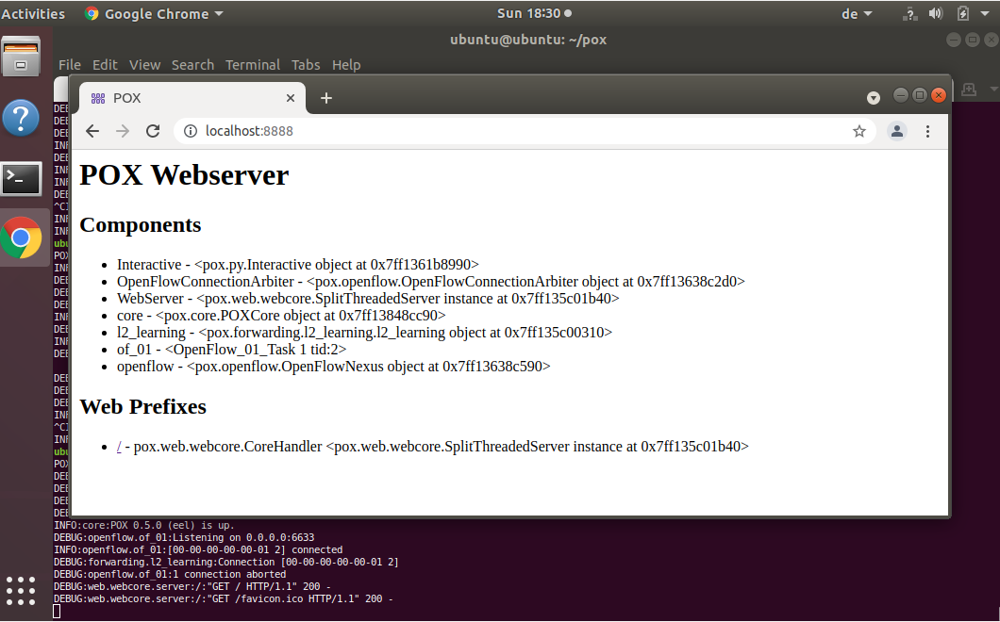 Activities Google Chrome Sun 18:30 de
ubuntu@ubuntu: ~/pox
File Edit View Search Terminal Tabs Help
POX
localhost:8888
POX Webserver
Components
Interactive - <pox.py.Interactive object at 0x7ff1361b8990>
OpenFlowConnectionArbiter - <pox.openflow.OpenFlowConnectionArbiter object at 0x7ff13638c2d0>
WebServer - <pox.web.webcore.SplitThreadedServer instance at 0x7ff135c01b40>
core - <pox.core.POXCore object at 0x7ff13848cc90>
l2_learning - <pox.forwarding.l2_learning.l2_learning object at 0x7ff135c00310>
of_01 - <OpenFlow_01_Task 1 tid:2>
openflow - <pox.openflow.OpenFlowNexus object at 0x7ff13638c590>
Web Prefixes
/ - pox.web.webcore.CoreHandler <pox.web.webcore.SplitThreadedServer instance at 0x7ff135c01b40>
INFO:core:POX 0.5.0 (eel) is up.
DEBUG:openflow.of_01:Listening on 0.0.0.0:6633
INFO:openflow.of_01:[00-00-00-00-00-01 2] connected
DEBUG:forwarding.l2_learning:Connection [00-00-00-00-00-01 2]
DEBUG:openflow.of_01:1 connection aborted
DEBUG:web.webcore.server:/:"GET / HTTP/1.1" 200 -
DEBUG:web.webcore.server:/:"GET /favicon.ico HTTP/1.1" 200 -